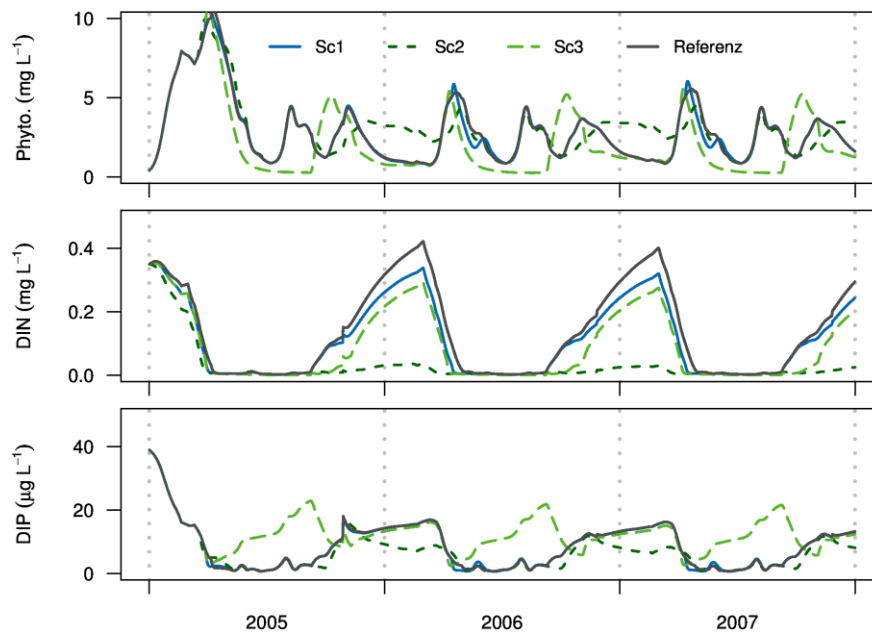 Phyto. (mg L⁻¹)
10
5
0
Sc1 Sc2 Sc3 Referenz
DIN (mg L⁻¹)
0.4
0.2
0.0
DIP (μg L⁻¹)
40
20
0
2005 2006 2007